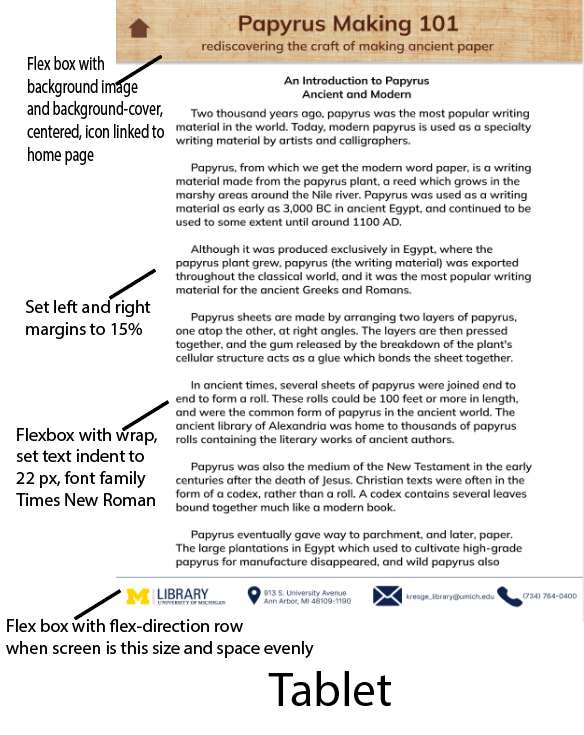 Papyrus Making 101
rediscovering the craft of making ancient paper
Flex box with
background image
and background-cover,
centered, icon linked to
home page
An Introduction to Papyrus
Ancient and Modern
Two thousand years ago, papyrus was the most popular writing
material in the world. Today, modern papyrus is used as a specialty
writing material by artists and calligraphers.
Papyrus, from which we get the modern word paper, is a writing
material made from the papyrus plant, a reed which grows in the
marshy areas around the Nile river. Papyrus was used as a writing
material as early as 3,000 BC in ancient Egypt, and continued to be
used to some extent until around 1100 AD.
Although it was produced exclusively in Egypt, where the
papyrus plant grew, papyrus (the writing material) was exported
throughout the classical world, and it was the most popular writing
material for the ancient Greeks and Romans.
Set left and right
margins to 15%
Papyrus sheets are made by arranging two layers of papyrus,
one atop the other, at right angles. The layers are then pressed
together, and the gum released by the breakdown of the plant's
cellular structure acts as a glue which bonds the sheet together.
In ancient times, several sheets of papyrus were joined end to
end to form a roll. These rolls could be 100 feet or more in length,
and were the common form of papyrus in the ancient world. The
ancient library of Alexandria was home to thousands of papyrus
rolls containing the literary works of ancient authors.
Flexbox with wrap,
set text indent to
22 px, font family
Times New Roman
Papyrus was also the medium of the New Testament in the early
centuries after the death of Jesus. Christian texts were often in the
form of a codex, rather than a roll. A codex contains several leaves
bound together much like a modern book.
Papyrus eventually gave way to parchment, and later, paper.
The large plantations in Egypt which used to cultivate high-grade
papyrus for manufacture disappeared, and wild papyrus also
M LIBRARY
UNIVERSITY OF MICHIGAN
913 S. University Avenue
Ann Arbor, MI 48109-1190
kresge_library@umich.edu
(734) 764-0400
Flex box with flex-direction row
when screen is this size and space evenly
Tablet